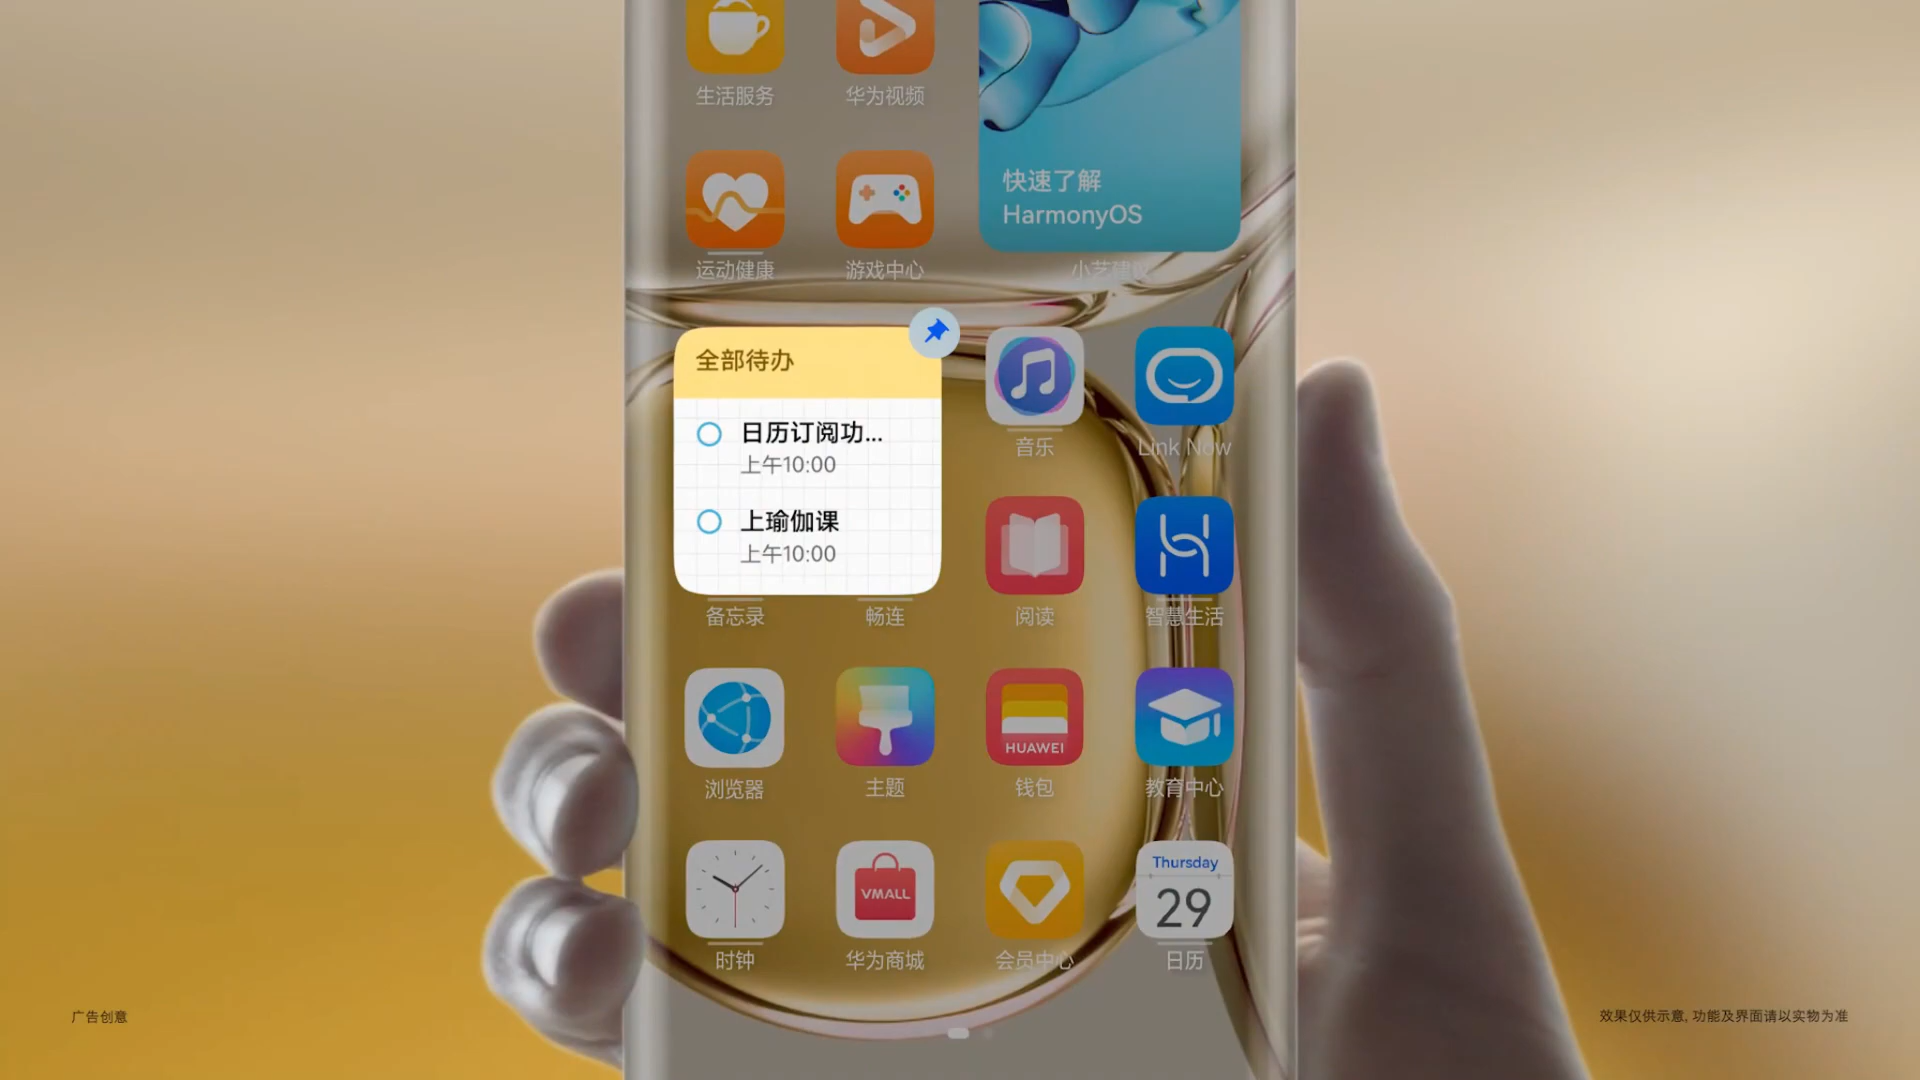 生活服务
华为视频
快速了解
HarmonyOS
运动健康
游戏中心
小艺建议
全部待办
日历订阅功...
上午10:00
上瑜伽课
上午10:00
音乐
Link Now
备忘录
畅连
阅读
智慧生活
HUAWEI
浏览器
主题
钱包
教育中心
VMALL
Thursday
29
时钟
华为商城
会员中心
日历
广告创意
效果仅供示意, 功能及界面请以实物为准